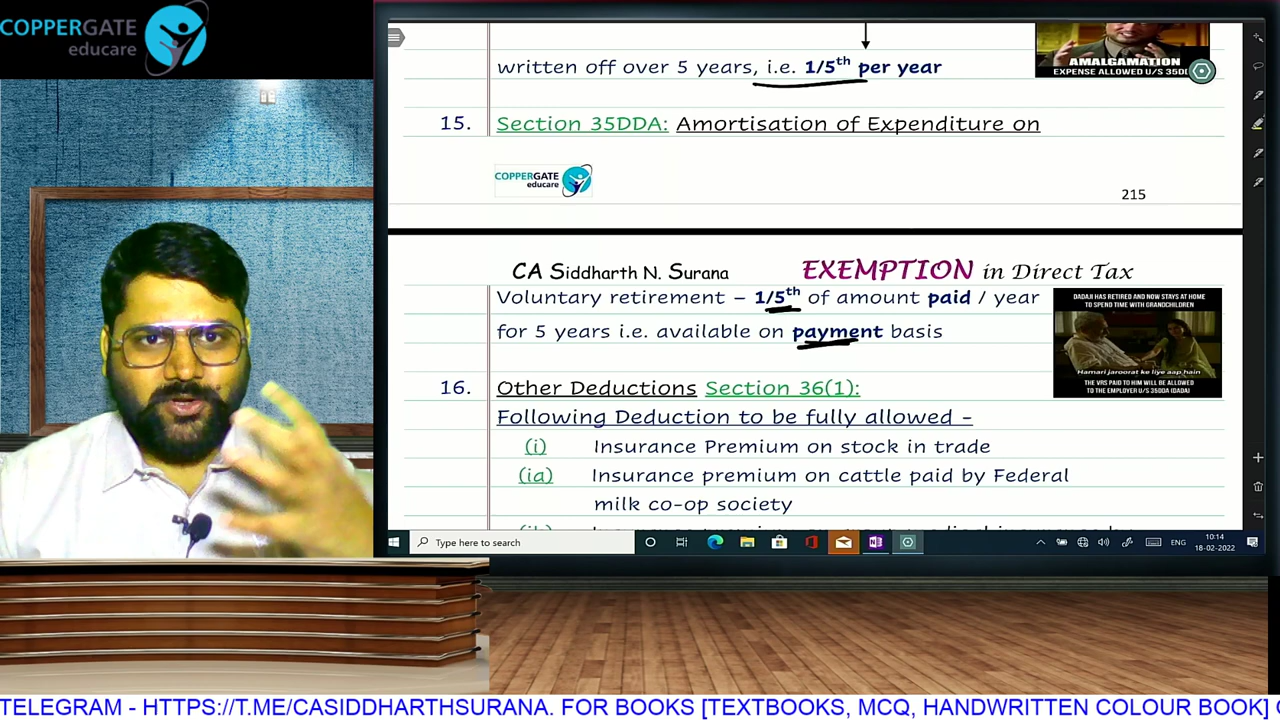 COPPERGATE
educare
AMALGAMATION
EXPENSE ALLOWED U/S 35D
written off over 5 years, i.e. 1/5th per year
15. Section 35DDA: Amortisation of Expenditure on
COPPERGATE
educare
215
CA Siddharth N. Surana EXEMPTION in Direct Tax
Voluntary retirement – 1/5th of amount paid / year
for 5 years i.e. available on payment basis
DADAJI HAS RETIRED AND NOW STAYS AT HOME
TO SPEND TIME WITH GRANDCHILDREN
Hamari jaroorat ke liye aap hain
THE VRS PAID TO HIM WILL BE ALLOWED
TO THE EMPLOYER U/S 35DDA (DADA)
16. Other Deductions Section 36(1):
Following Deduction to be fully allowed –
(i) Insurance Premium on stock in trade
(ia) Insurance premium on cattle paid by Federal
milk co-op society
Type here to search
ENG
10:14
18-02-2022
TELEGRAM - HTTPS://T.ME/CASIDDHARTHSURANA. FOR BOOKS [TEXTBOOKS, MCQ, HANDWRITTEN COLOUR BOOK]